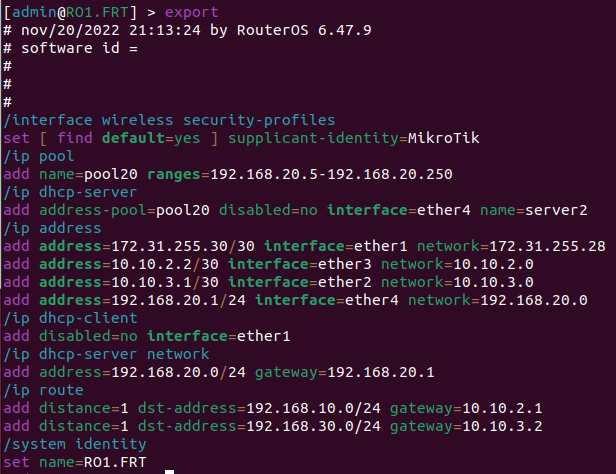 [admin@RO1.FRT] > export
# nov/20/2022 21:13:24 by RouterOS 6.47.9
# software id =
#
#
#
/interface wireless security-profiles
set [ find default=yes ] supplicant-identity=MikroTik
/ip pool
add name=pool20 ranges=192.168.20.5-192.168.20.250
/ip dhcp-server
add address-pool=pool20 disabled=no interface=ether4 name=server2
/ip address
add address=172.31.255.30/30 interface=ether1 network=172.31.255.28
add address=10.10.2.2/30 interface=ether3 network=10.10.2.0
add address=10.10.3.1/30 interface=ether2 network=10.10.3.0
add address=192.168.20.1/24 interface=ether4 network=192.168.20.0
/ip dhcp-client
add disabled=no interface=ether1
/ip dhcp-server network
add address=192.168.20.0/24 gateway=192.168.20.1
/ip route
add distance=1 dst-address=192.168.10.0/24 gateway=10.10.2.1
add distance=1 dst-address=192.168.30.0/24 gateway=10.10.3.2
/system identity
set name=RO1.FRT